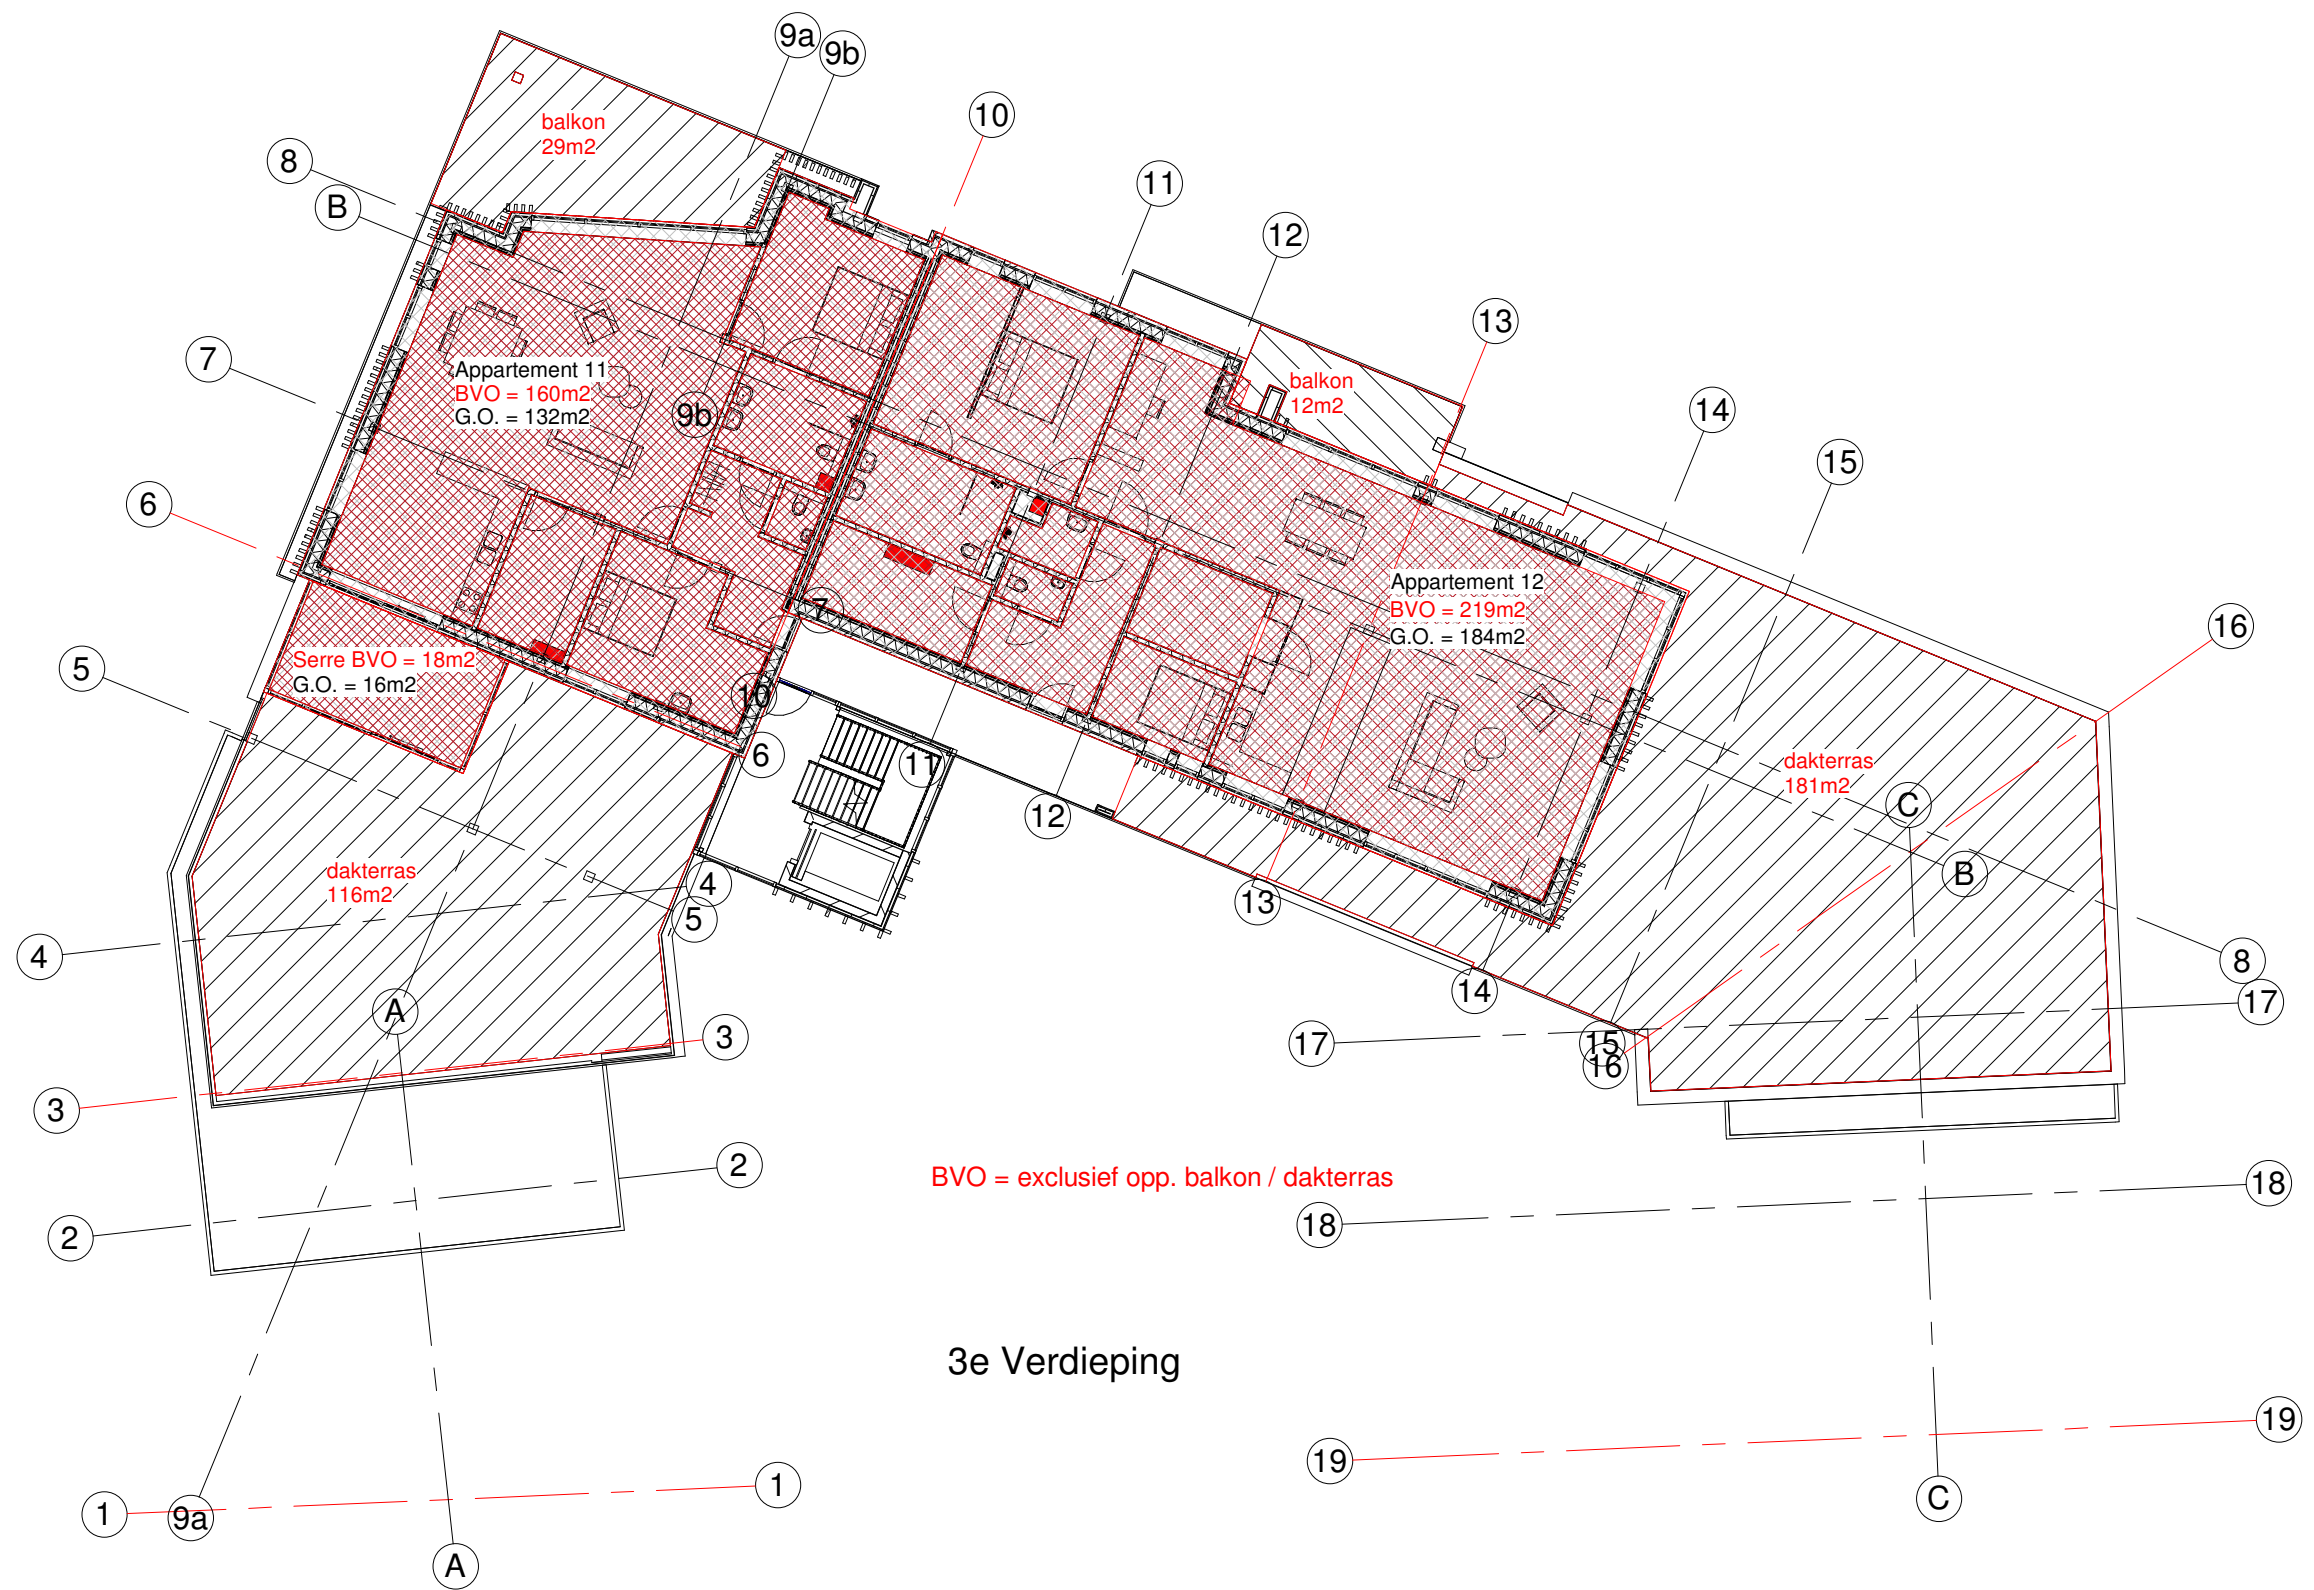 9a
9b
10
balkon
29m2
8
11
B
12
13
7
Appartement 11
BVO = 160m2
G.O. = 132m2
9b
balkon
12m2
14
15
6
Appartement 12
BVO = 219m2
G.O. = 184m2
7
16
5
Serre BVO = 18m2
G.O. = 16m2
10
6
11
dakterras
181m2
C
12
dakterras
116m2
4
B
13
5
4
8
14
17
A
3
17
15
16
3
2
BVO = exclusief opp. balkon / dakterras
18
18
2
3e Verdieping
19
19
1
1
9a
C
A